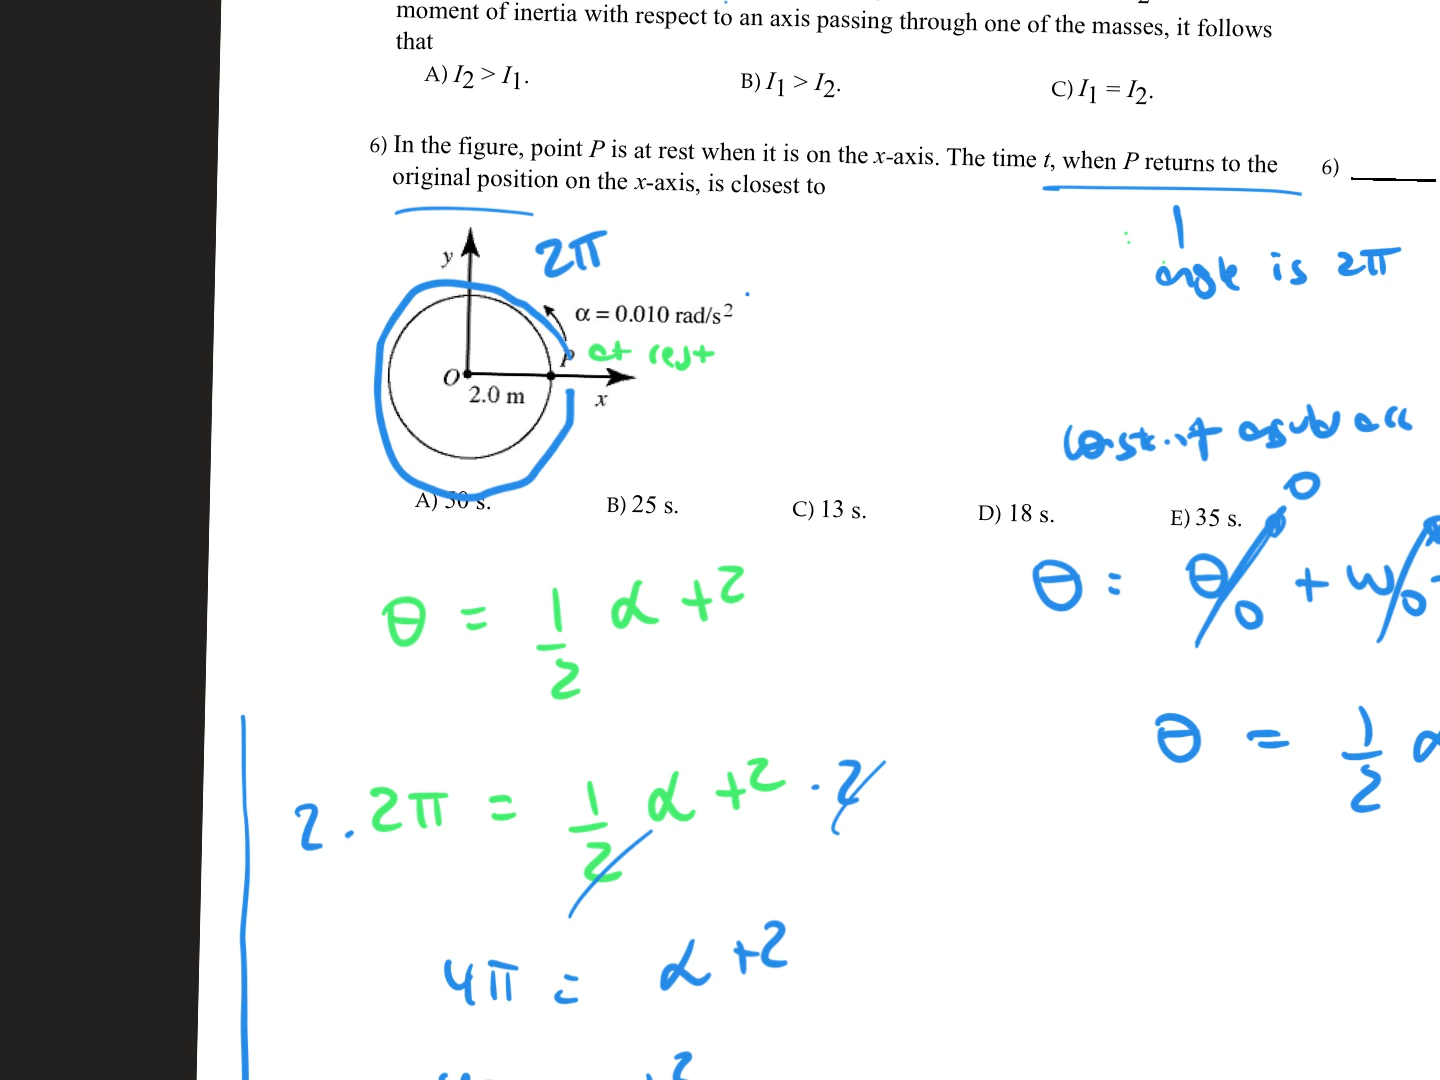 moment of inertia with respect to an axis passing through one of the masses, it follows
that
A) I2 > I1. B) I1 > I2. C) I1 = I2.
6) In the figure, point P is at rest when it is on the x-axis. The time t, when P returns to the 6)
original position on the x-axis, is closest to
y
2π
angle is 2π
α = 0.010 rad/s²
P at rest
O
2.0 m
x
A) 50 s. B) 25 s. C) 13 s. D) 18 s. E) 35 s.
0
θ = 1/2 α t²
θ = θ0 + w0
2 . 2π = 1/2 α t² . 2
θ = 1/2 α
4π = α t²